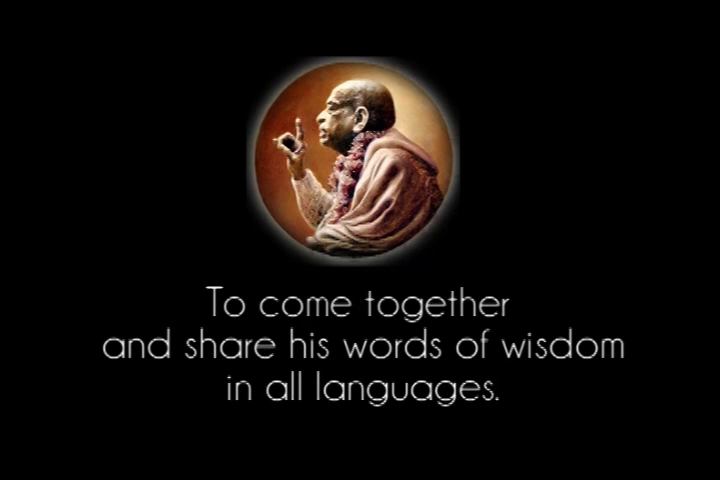 To come together
and share his words of wisdom
in all languages.